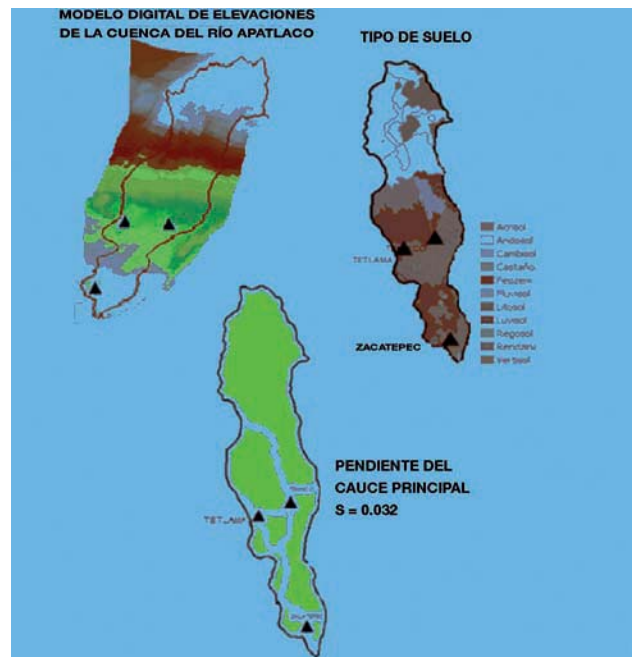 MODELO DIGITAL DE ELEVACIONES
DE LA CUENCA DEL RÍO APATLACO
TIPO DE SUELO
TETLAMA
ZACATEPEC
Acrisol
Andosol
Cambisol
Castaño
Feozem
Fluvisol
Litosol
Luvisol
Regosol
Rendzina
Vertisol
PENDIENTE DEL
CAUCE PRINCIPAL
S = 0.032
TETLAMA